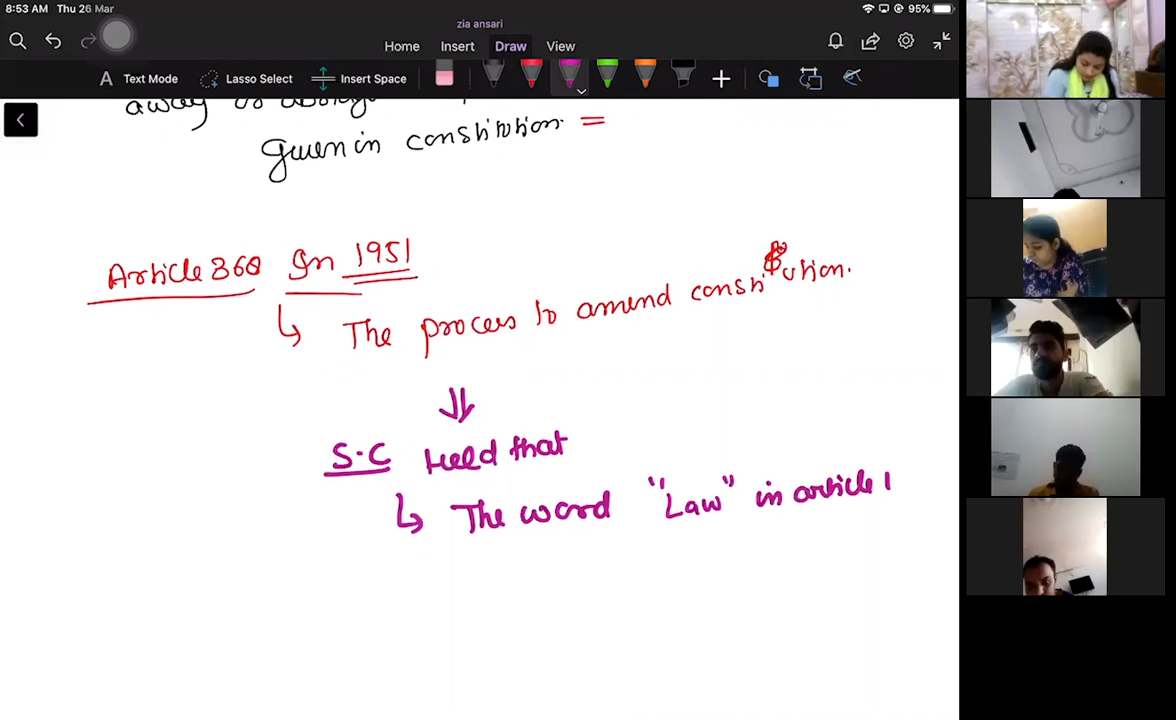 8:53 AM Thu 26 Mar
95%
zia ansari
Home Insert Draw View
Text Mode Lasso Select Insert Space
away or
given in constitution =
Article 368 In 1951
The process to amend constitution.
S.C Held that
The word "Law" in article 1